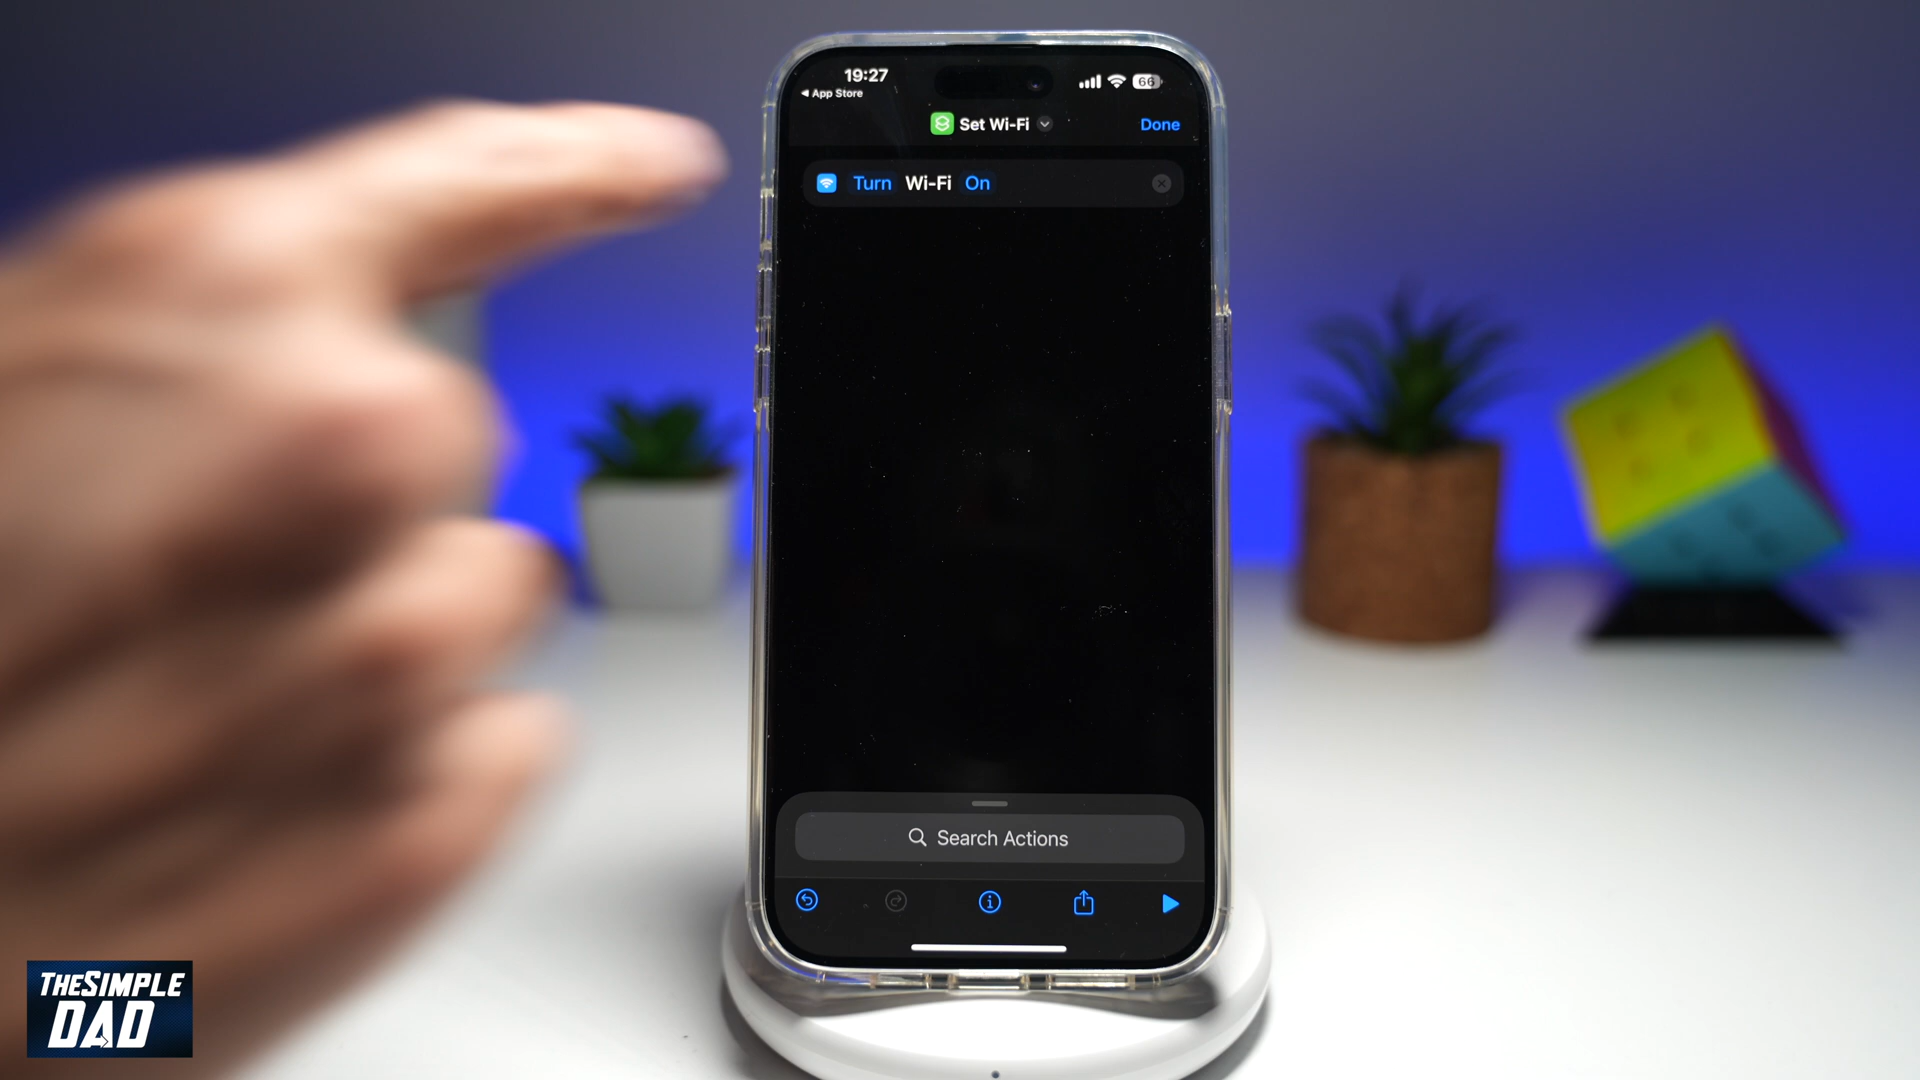 19:27
66
◀ App Store
Set Wi-Fi
Done
Turn Wi-Fi On
Search Actions
THESIMPLE
DAD